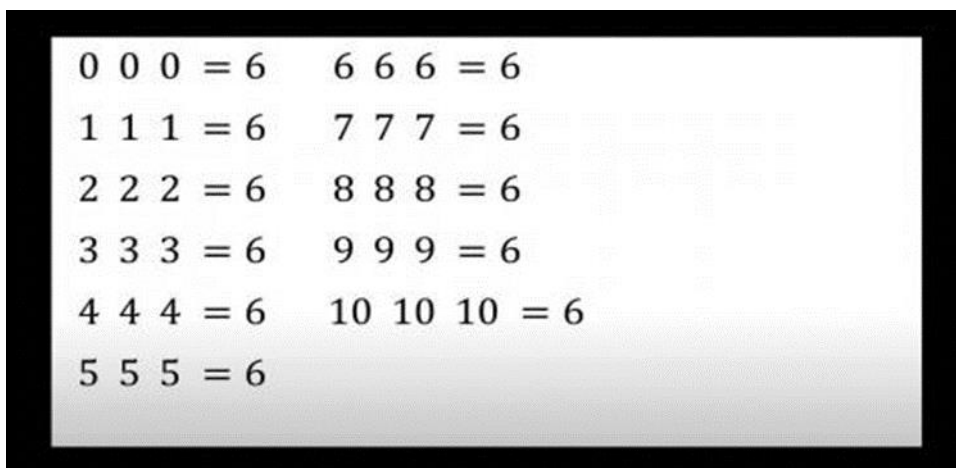 0 0 0 = 6
1 1 1 = 6
2 2 2 = 6
3 3 3 = 6
4 4 4 = 6
5 5 5 = 6
6 6 6 = 6
7 7 7 = 6
8 8 8 = 6
9 9 9 = 6
10 10 10 = 6